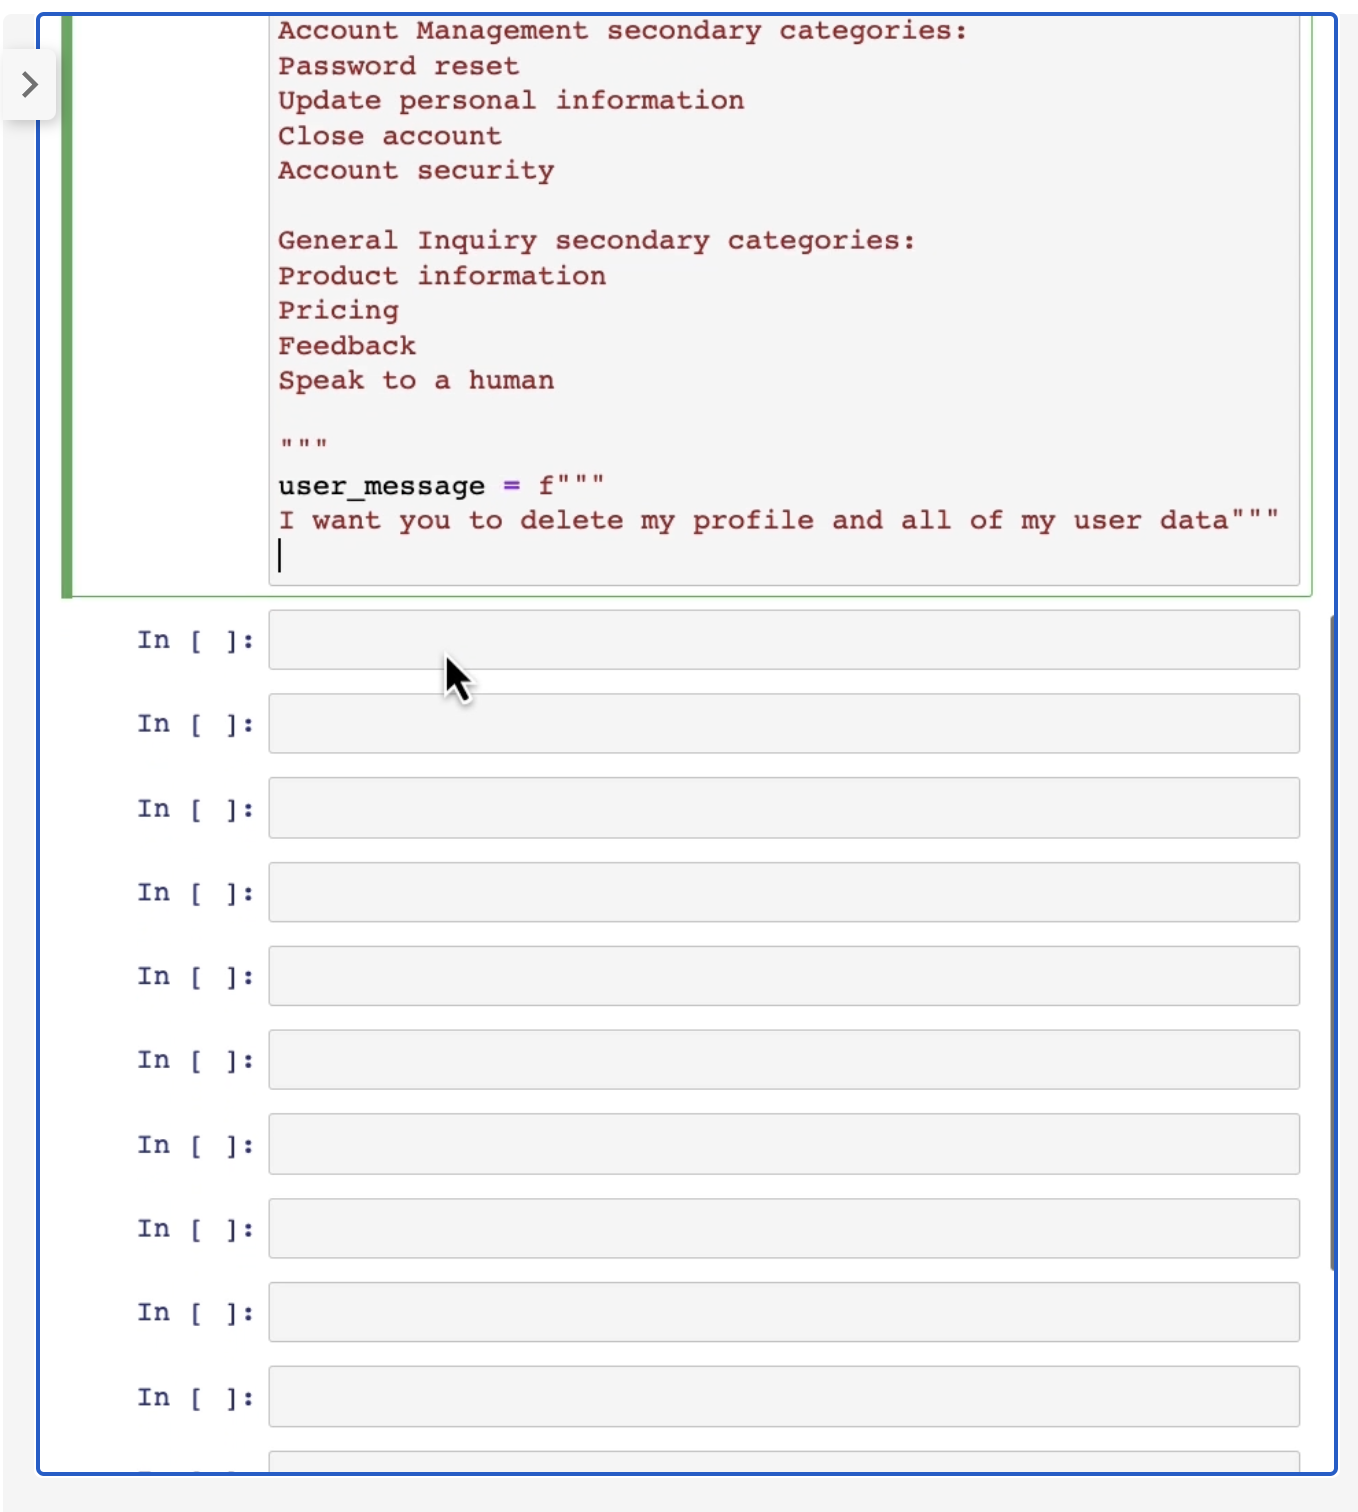 Account Management secondary categories:
Password reset
Update personal information
Close account
Account security
General Inquiry secondary categories:
Product information
Pricing
Feedback
Speak to a human
"""
user_message = f"""
I want you to delete my profile and all of my user data"""
In [ ]:
In [ ]:
In [ ]:
In [ ]:
In [ ]:
In [ ]:
In [ ]:
In [ ]:
In [ ]:
In [ ]: